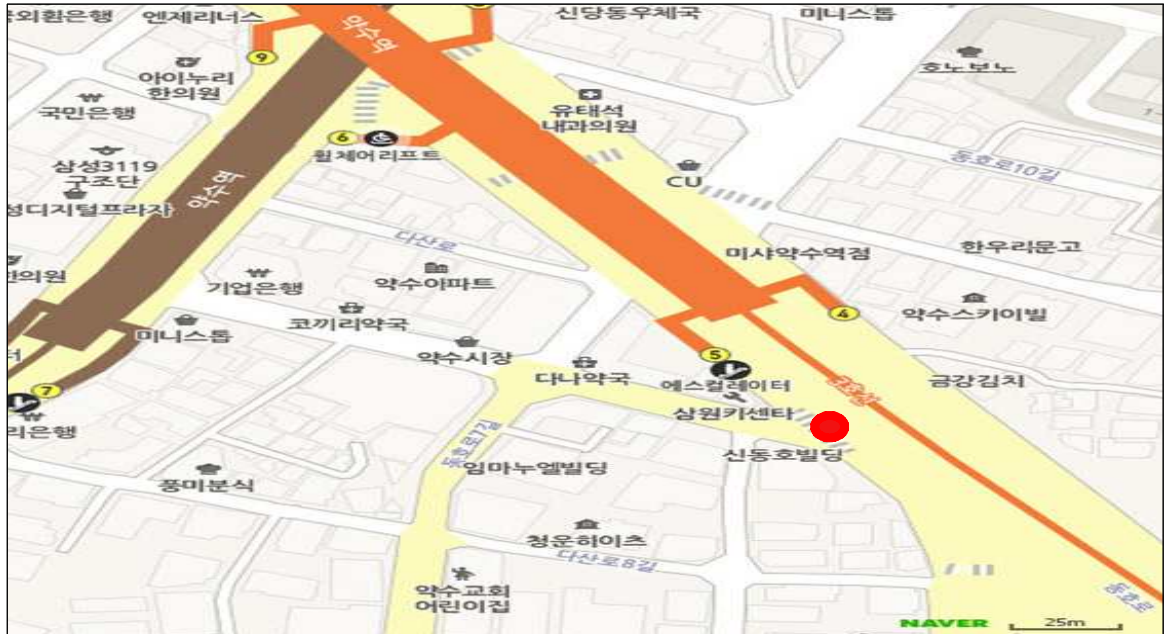 국외환은행
엔제리너스
약수역
신당동우체국
미니스톱
9
아이누리
한의원
호노보노
국민은행
유태석
내과의원
6
휠체어리프트
동호로10길
삼성3119
구조단
CU
성디지털프라자
약수역
다산로
미샤약수역점
한우리문고
한의원
기업은행
약수아파트
코끼리약국
4
약수스카이빌
미니스톱
약수시장
5
다나약국
에스컬레이터
금강김치
7
삼원키센타
3호선
리은행
신동호빌딩
동호로7길
임마누엘빌딩
풍미분식
청운하이츠
다산로8길
약수교회
어린이집
동호로
NAVER
25m